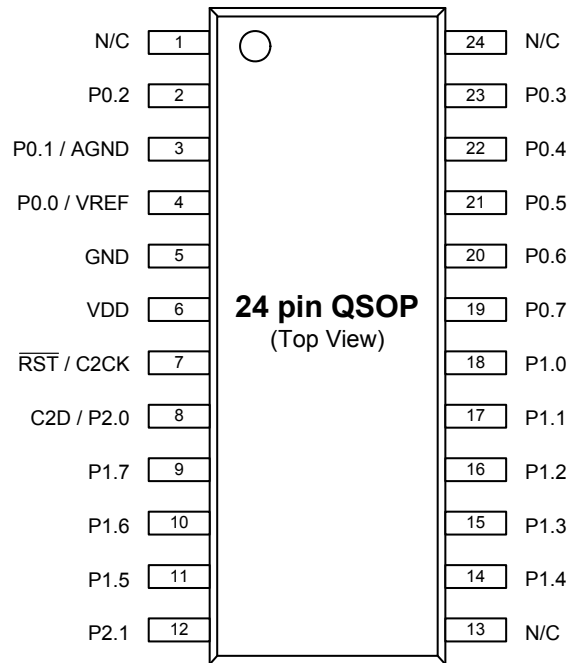 N/C 1 24 N/C
P0.2 2 23 P0.3
P0.1 / AGND 3 22 P0.4
P0.0 / VREF 4 21 P0.5
GND 5 20 P0.6
VDD 6 19 P0.7
24 pin QSOP
(Top View)
R̅S̅T̅ / C2CK 7 18 P1.0
C2D / P2.0 8 17 P1.1
P1.7 9 16 P1.2
P1.6 10 15 P1.3
P1.5 11 14 P1.4
P2.1 12 13 N/C